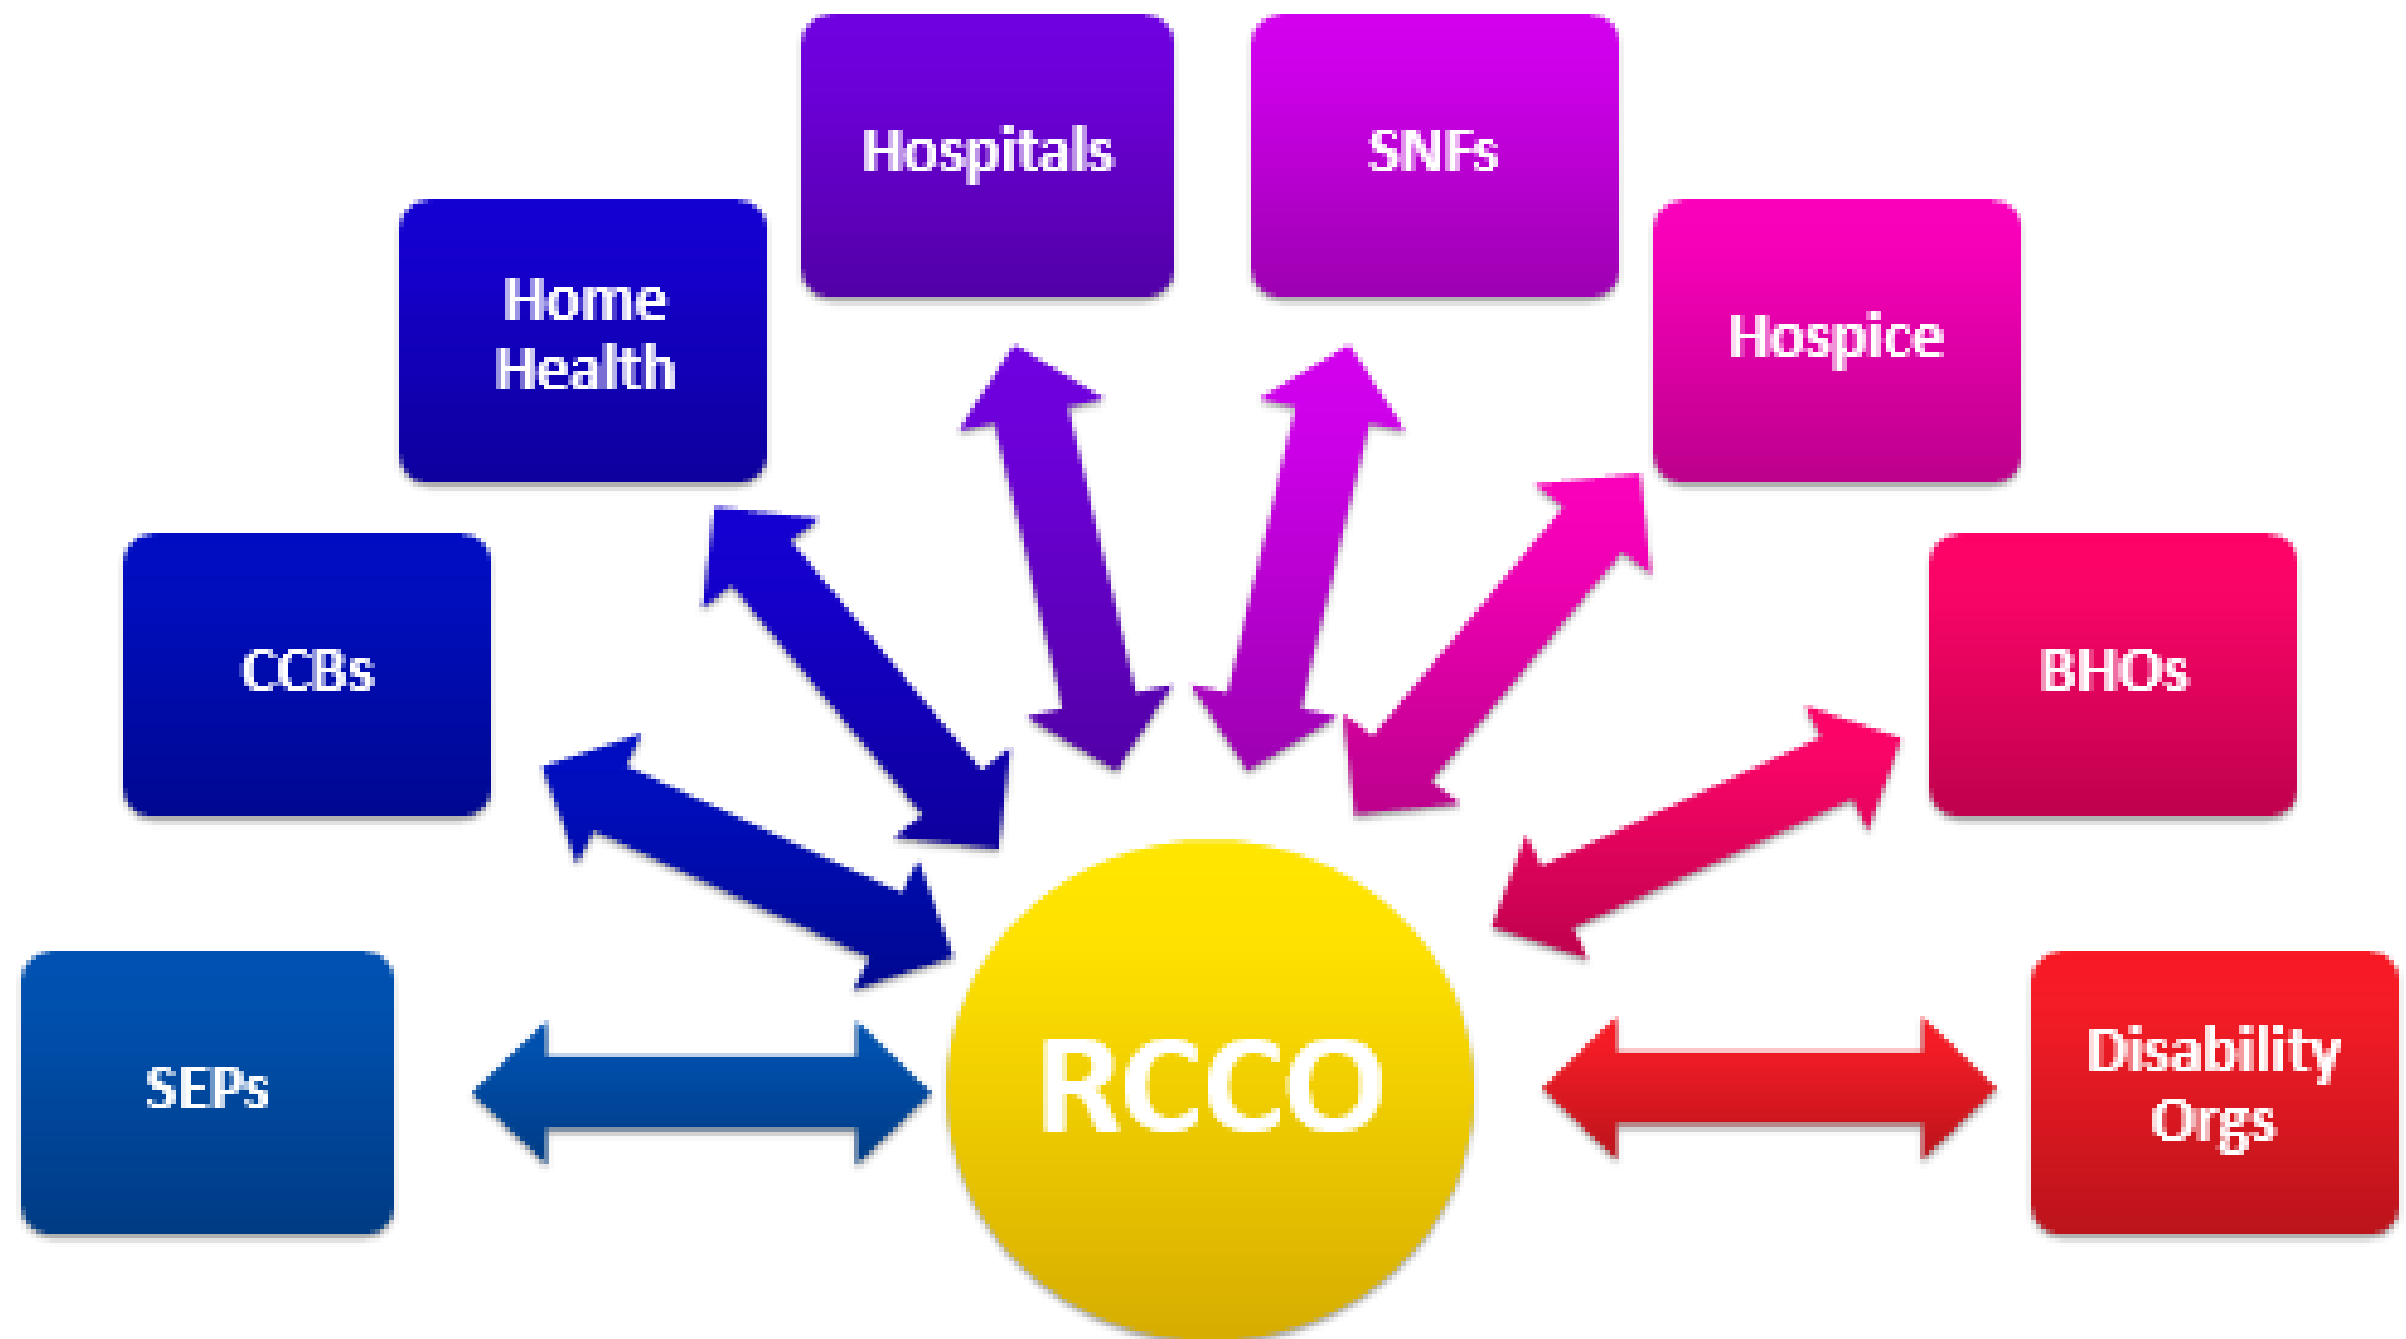 Hospitals
SNFs
Home
Health
Hospice
CCBs
BHOs
SEPs
RCCO
Disability
Orgs